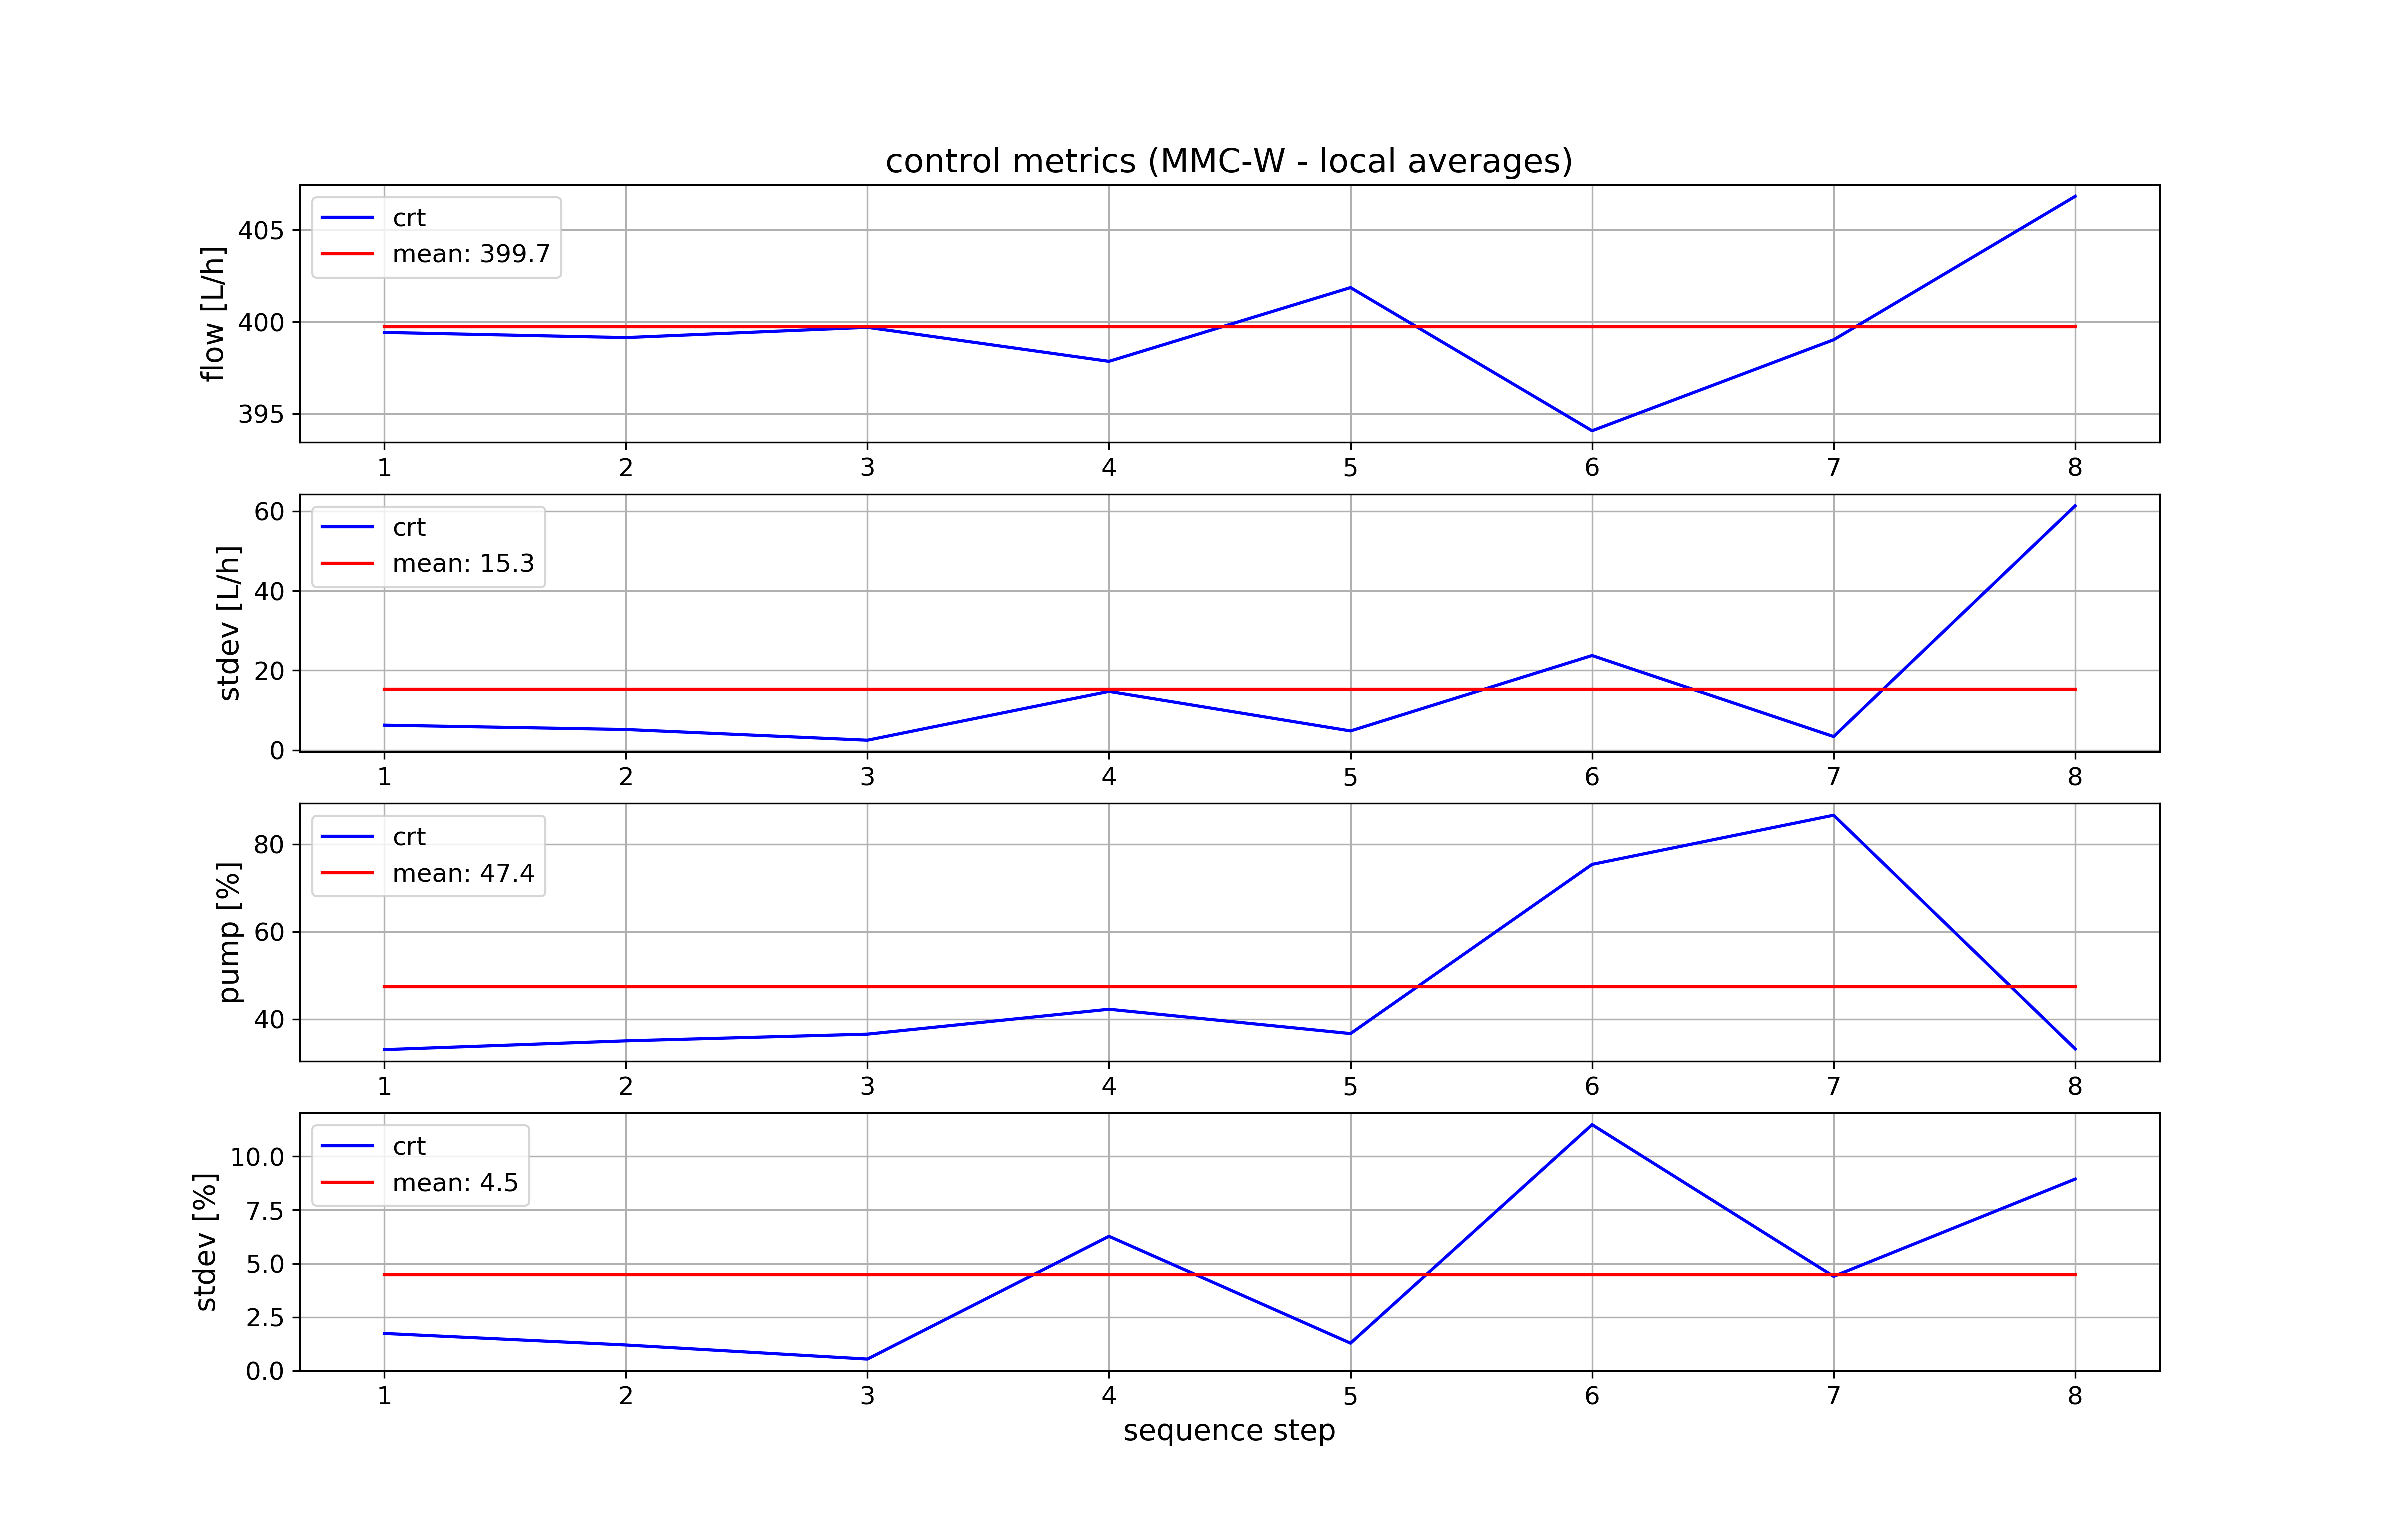 control metrics (MMC-W - local averages)
flow [L/h]
405
400
395
crt
mean: 399.7
1 2 3 4 5 6 7 8
stdev [L/h]
60
40
20
0
crt
mean: 15.3
1 2 3 4 5 6 7 8
pump [%]
80
60
40
crt
mean: 47.4
1 2 3 4 5 6 7 8
stdev [%]
10.0
7.5
5.0
2.5
0.0
crt
mean: 4.5
1 2 3 4 5 6 7 8
sequence step